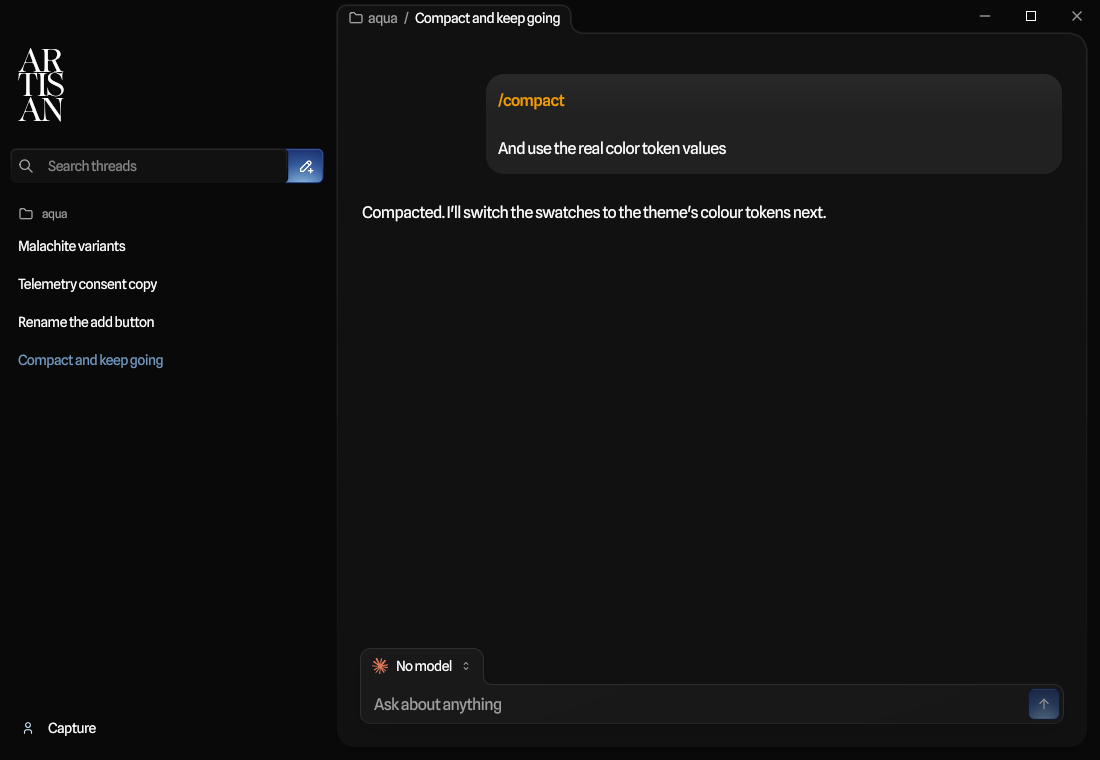 AR
TIS
AN
Search threads
aqua
Malachite variants
Telemetry consent copy
Rename the add button
Compact and keep going
Capture
aqua / Compact and keep going
/compact
And use the real color token values
Compacted. I'll switch the swatches to the theme's colour tokens next.
No model
Ask about anything